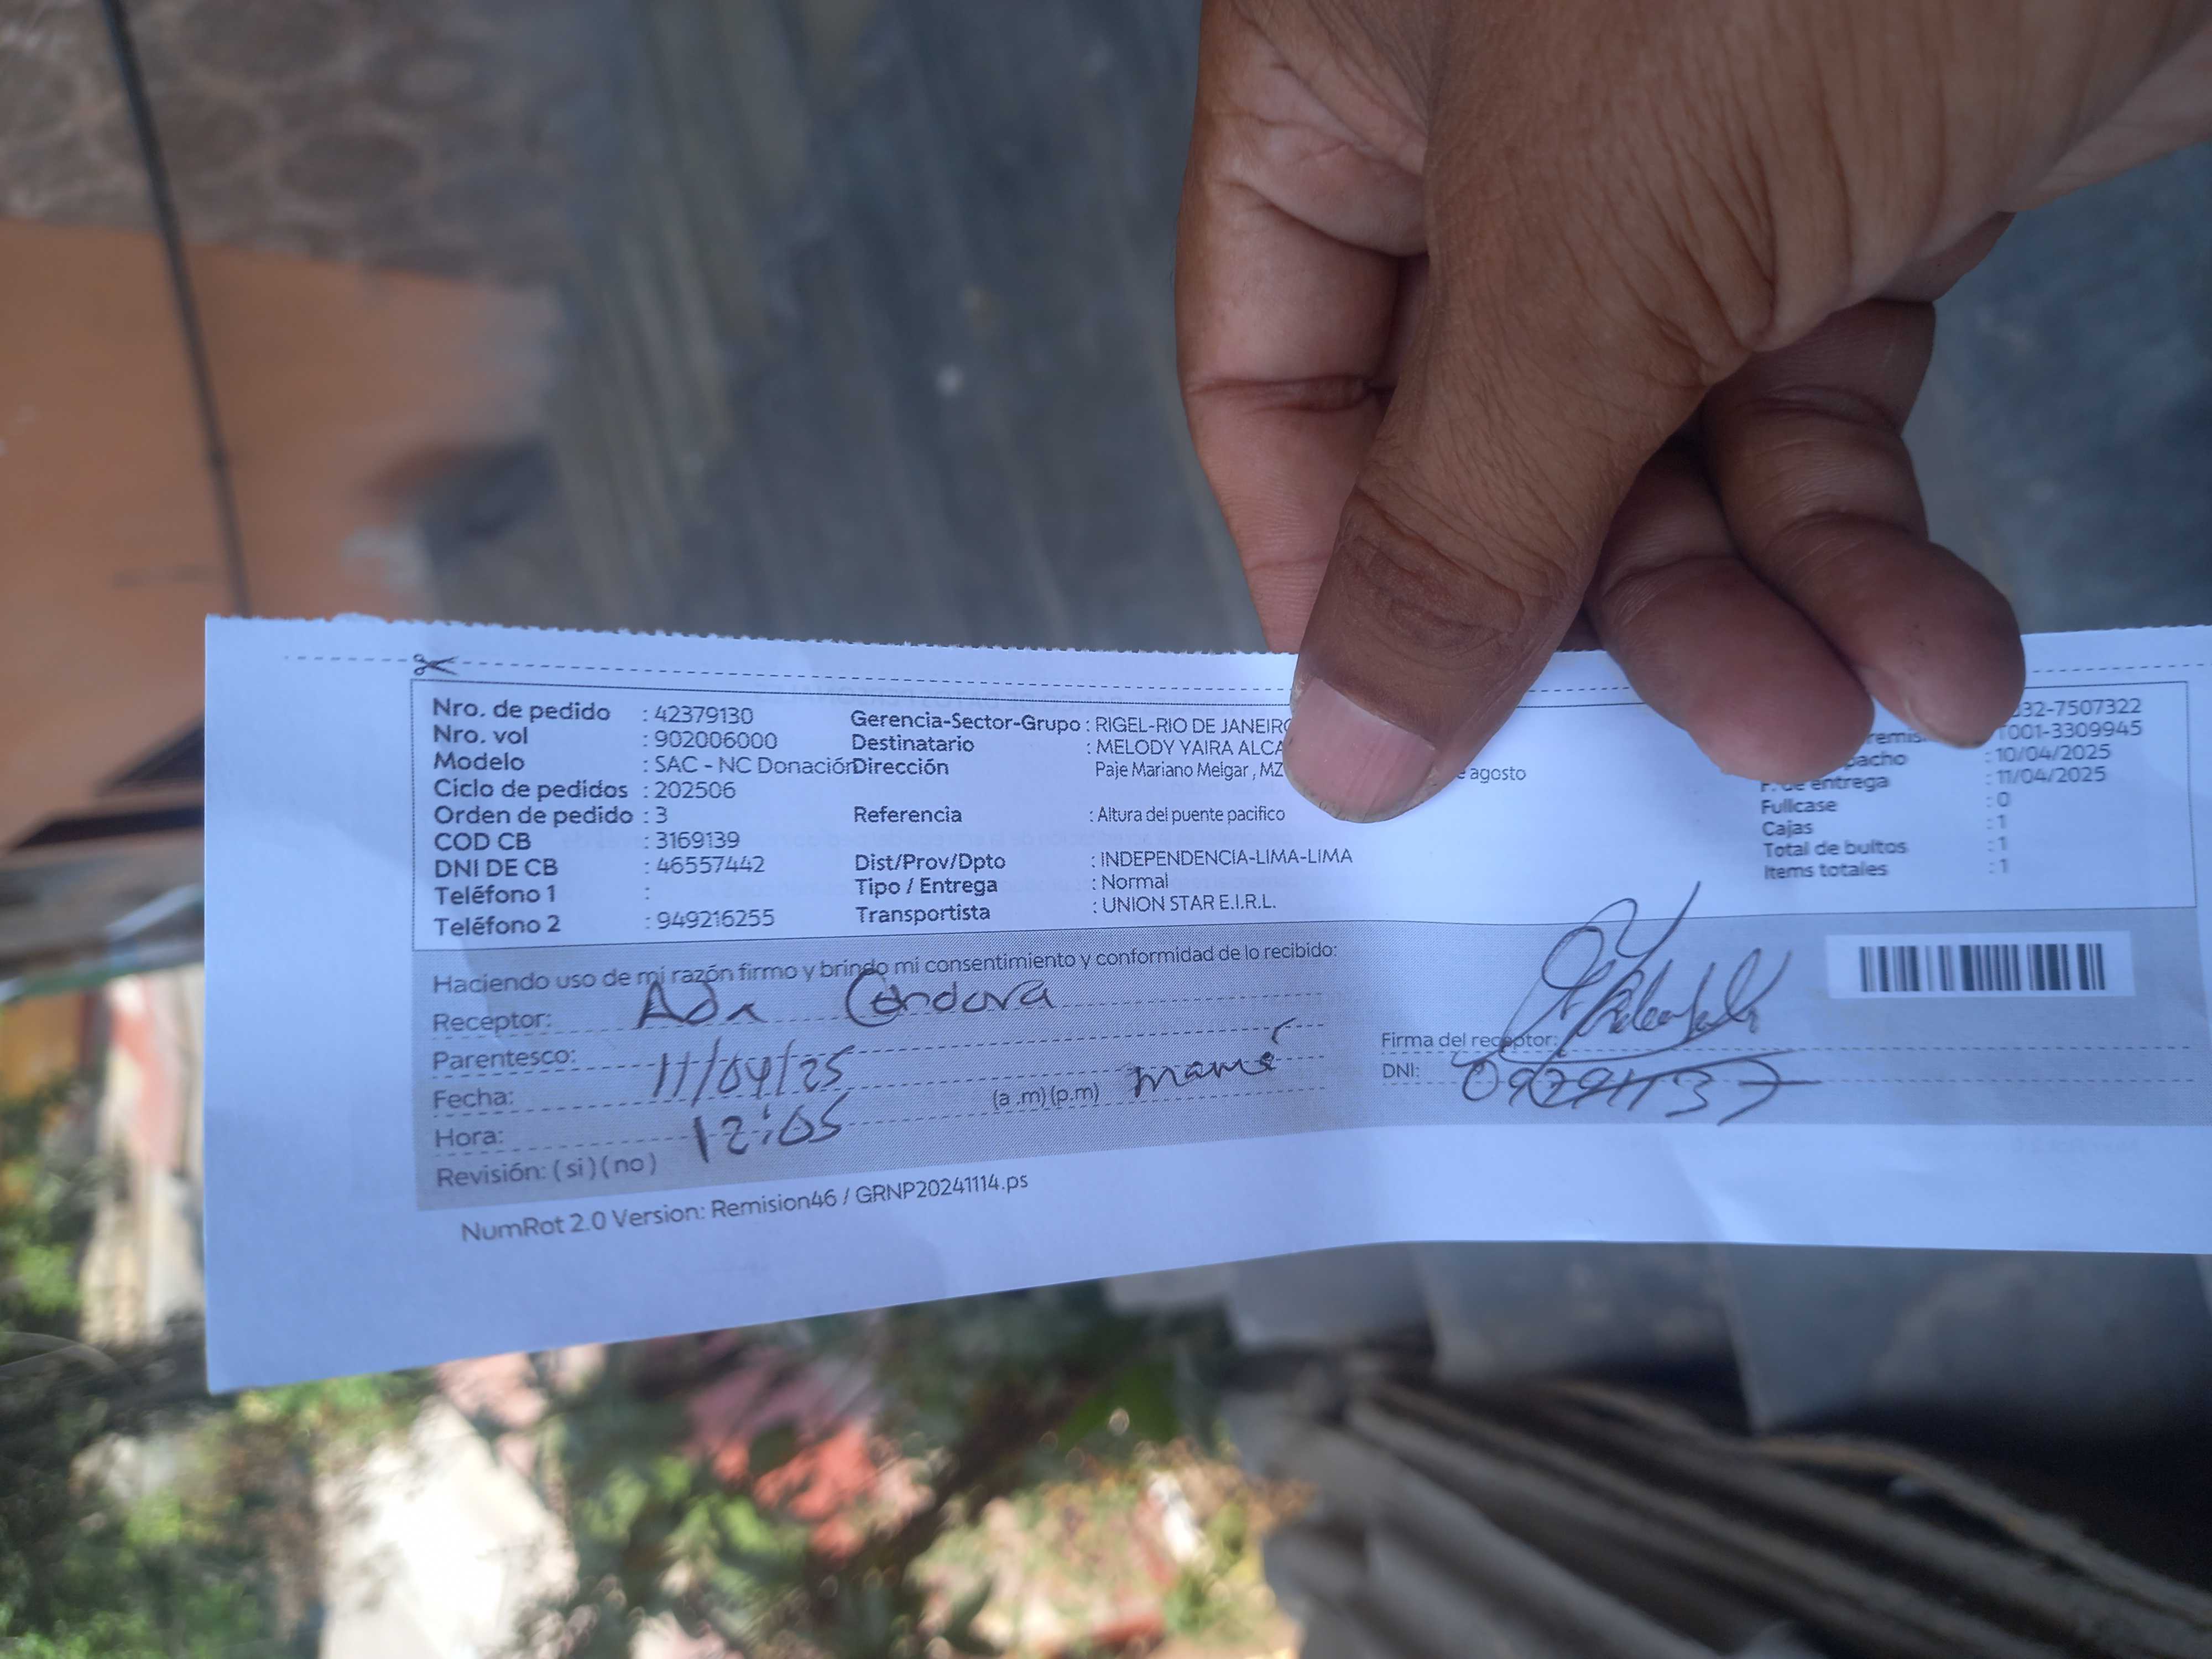 Nro. de pedido : 42379130
Nro. vol : 902006000
Modelo : SAC - NC Donación
Ciclo de pedidos : 202506
Orden de pedido : 3
COD CB : 3169139
DNI DE CB : 46557442
Teléfono 1 :
Teléfono 2 : 949216255
Gerencia-Sector-Grupo : RIGEL-RIO DE JANEIRO
Destinatario : MELODY YAIRA
Dirección Paje Mariano Melgar , MZ agosto
Referencia : Altura del puente pacifico
Dist/Prov/Dpto : INDEPENDENCIA-LIMA-LIMA
Tipo / Entrega : Normal
Transportista : UNION STAR E.I.R.L.
32-7507322
T001-3309945
: 10/04/2025
F. de entrega : 11/04/2025
Fullcase : 0
Cajas : 1
Total de bultos : 1
Items totales : 1
Haciendo uso de mi razón firmo y brindo mi consentimiento y conformidad de lo recibido:
Receptor: Ada Cordova
Parentesco:
Fecha: 11/04/25
Hora: 12:05 (a .m) (p.m) mamá
Revisión: ( si ) ( no )
Firma del receptor:
DNI:
NumRot 2.0 Version: Remision46 / GRNP20241114.ps